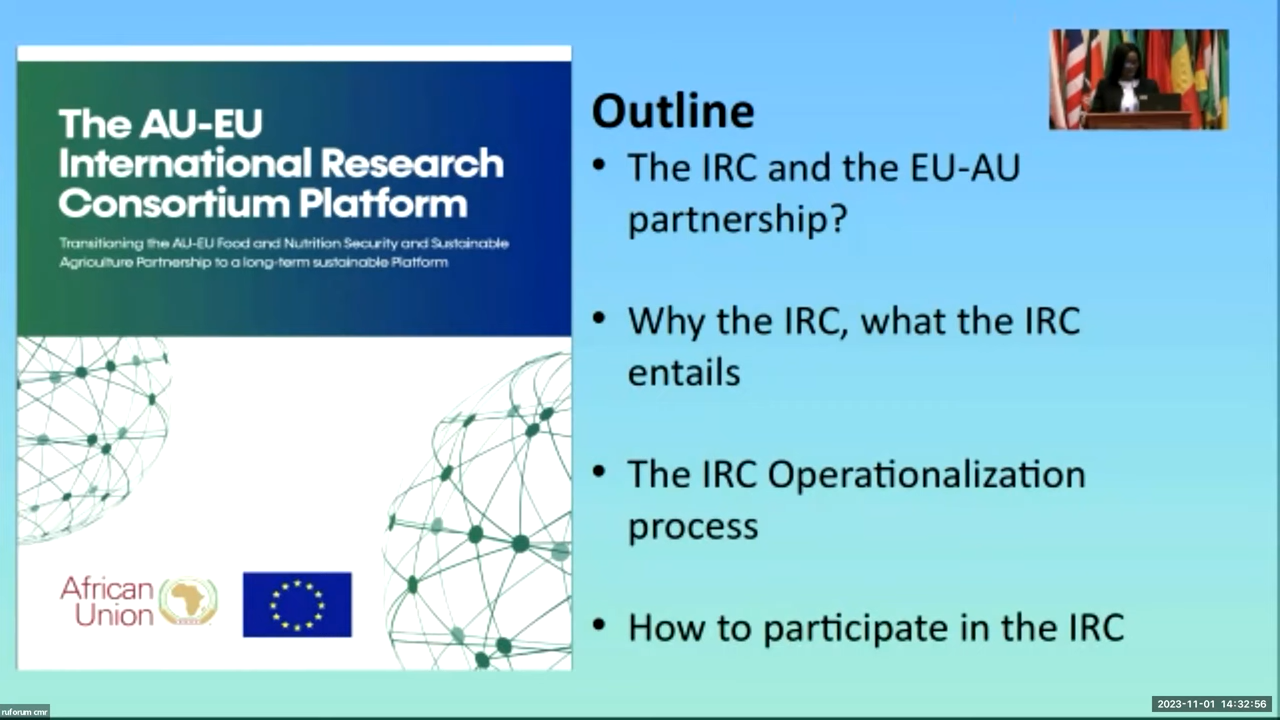 The AU-EU
International Research
Consortium Platform
Transitioning the AU-EU Food and Nutrition Security and Sustainable
Agriculture Partnership to a long-term sustainable Platform
African
Union
Outline
• The IRC and the EU-AU
partnership?
• Why the IRC, what the IRC
entails
• The IRC Operationalization
process
• How to participate in the IRC
ruforum cmr
2023-11-01 14:32:56